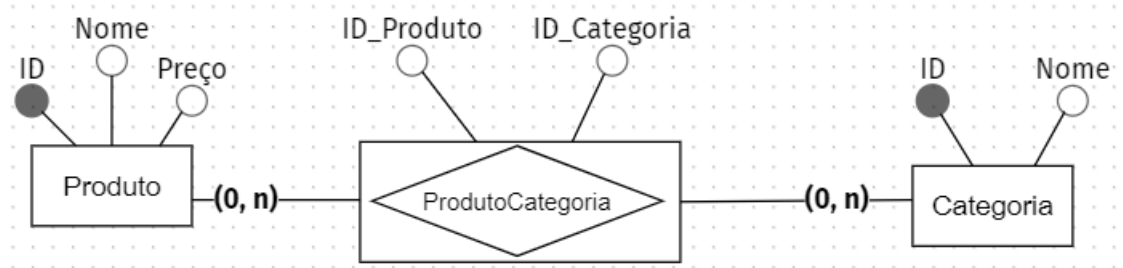 Nome
ID
Preço
Produto
(0, n)
ID_Produto
ID_Categoria
ProdutoCategoria
(0, n)
ID
Nome
Categoria